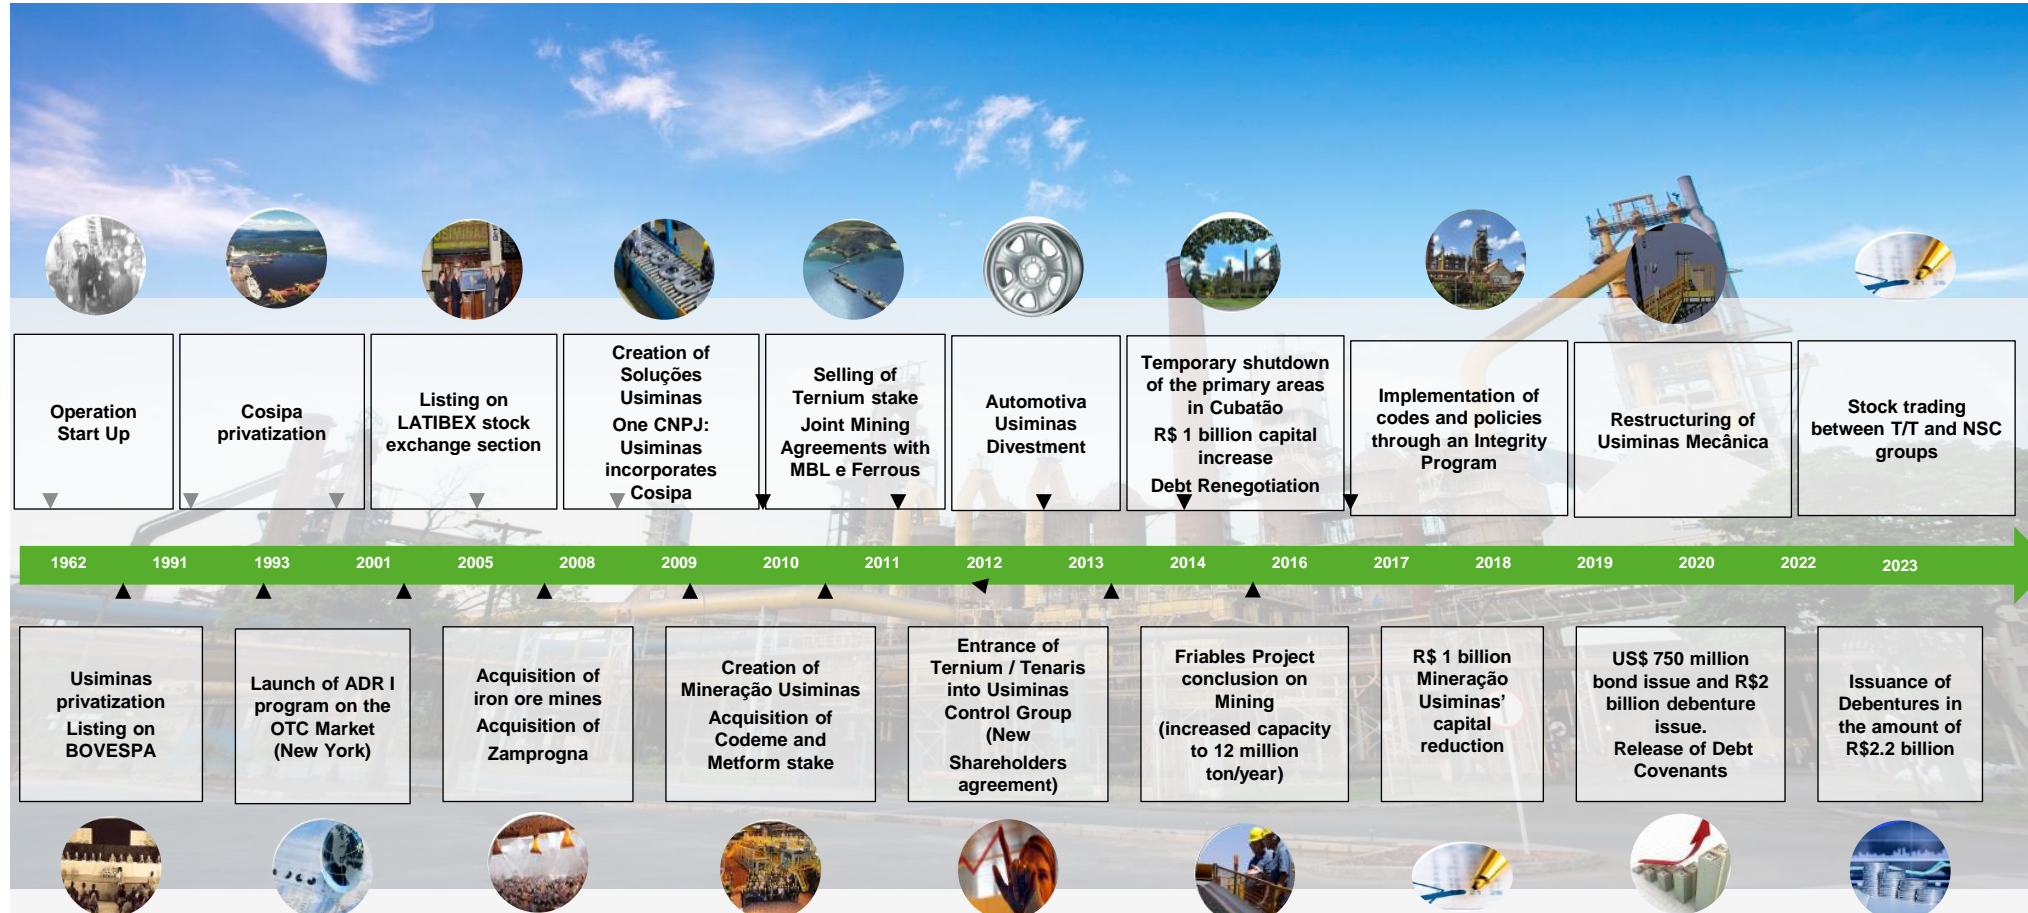 Operation
Start Up
Cosipa
privatization
Listing on
LATIBEX stock
exchange section
Creation of
Soluções
Usiminas
One CNPJ:
Usiminas
incorporates
Cosipa
Selling of
Ternium stake
Joint Mining
Agreements with
MBL e Ferrous
Automotiva
Usiminas
Divestment
Temporary shutdown
of the primary areas
in Cubatão
R$ 1 billion capital
increase
Debt Renegotiation
Implementation of
codes and policies
through an Integrity
Program
Restructuring of
Usiminas Mecânica
Stock trading
between T/T and NSC
groups
1962 1991 1993 2001 2005 2008 2009 2010 2011 2012 2013 2014 2016 2017 2018 2019 2020 2022 2023
Usiminas
privatization
Listing on
BOVESPA
Launch of ADR I
program on the
OTC Market
(New York)
Acquisition of
iron ore mines
Acquisition of
Zamprogna
Creation of
Mineração Usiminas
Acquisition of
Codeme and
Metform stake
Entrance of
Ternium / Tenaris
into Usiminas
Control Group
(New
Shareholders
agreement)
Friables Project
conclusion on
Mining
(increased capacity
to 12 million
ton/year)
R$ 1 billion
Mineração
Usiminas’
capital
reduction
US$ 750 million
bond issue and R$2
billion debenture
issue.
Release of Debt
Covenants
Issuance of
Debentures in
the amount of
R$2.2 billion